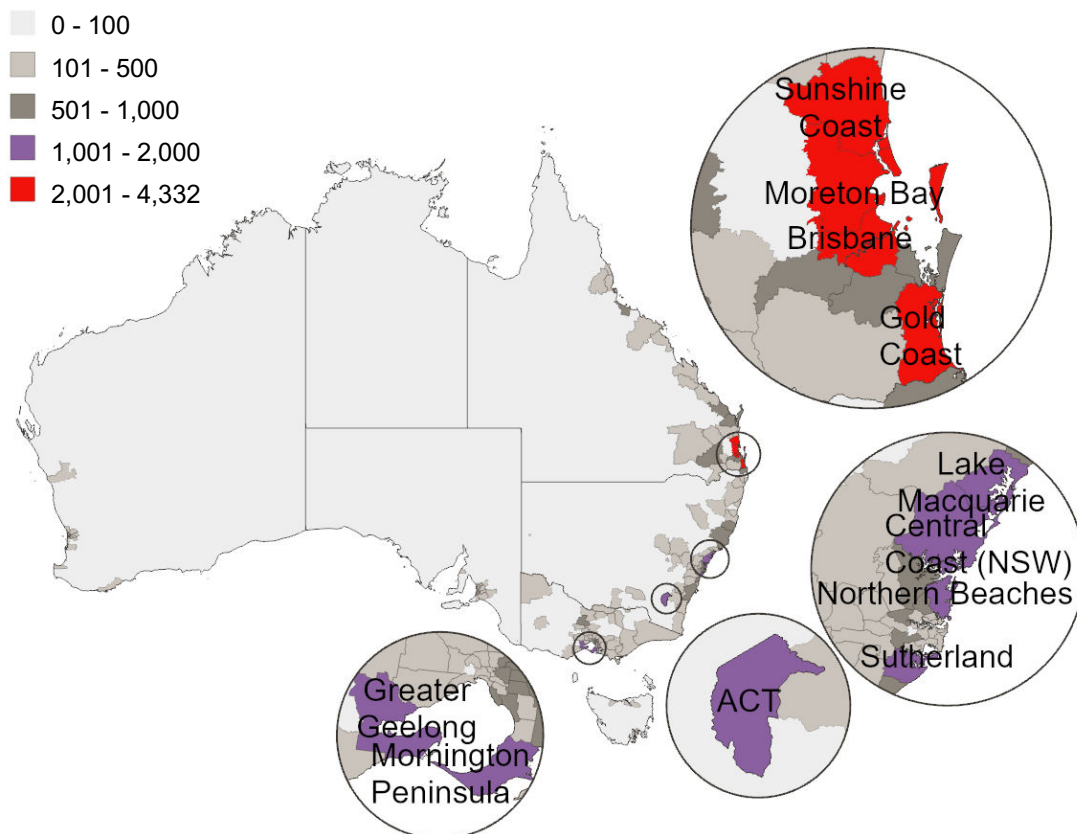 0 - 100
101 - 500
501 - 1,000
1,001 - 2,000
2,001 - 4,332
Sunshine
Coast
Moreton Bay
Brisbane
Gold
Coast
Lake
Macquarie
Central
Coast (NSW)
Northern Beaches
Sutherland
ACT
Greater
Geelong
Mornington
Peninsula